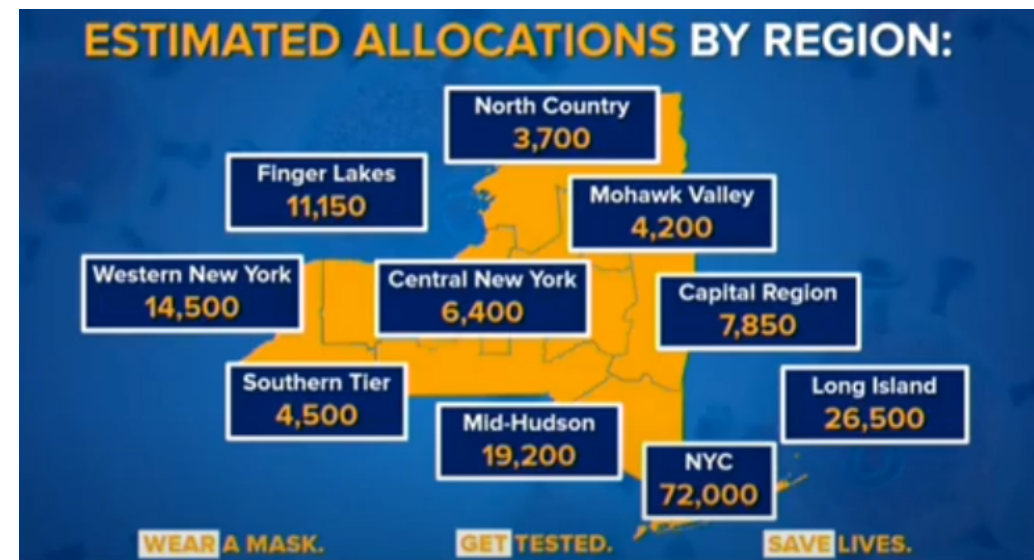 ESTIMATED ALLOCATIONS BY REGION:
North Country
3,700
Finger Lakes
11,150
Mohawk Valley
4,200
Western New York
14,500
Central New York
6,400
Capital Region
7,850
Southern Tier
4,500
Long Island
26,500
Mid-Hudson
19,200
NYC
72,000
WEAR A MASK. GET TESTED. SAVE LIVES.